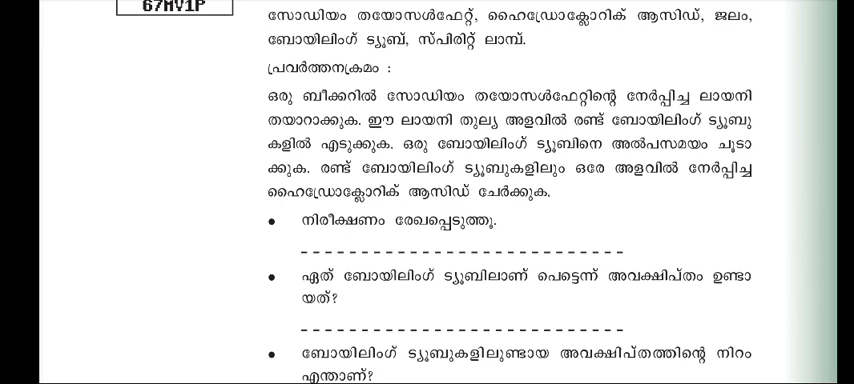 67MV1P
സോഡിയം തയോസൾഫേറ്റ്, ഹൈഡ്രോക്ലോറിക് ആസിഡ്, ജലം,
ബോയിലിംഗ് ട്യൂബ്, സ്പിരിറ്റ് ലാമ്പ്.
പ്രവർത്തനക്രമം :
ഒരു ബീക്കറിൽ സോഡിയം തയോസൾഫേറ്റിന്റെ നേർപ്പിച്ച ലായനി
തയാറാക്കുക. ഈ ലായനി തുല്യ അളവിൽ രണ്ട് ബോയിലിംഗ് ട്യൂബു
കളിൽ എടുക്കുക. ഒരു ബോയിലിംഗ് ട്യൂബിനെ അൽപസമയം ചൂടാ
ക്കുക. രണ്ട് ബോയിലിംഗ് ട്യൂബുകളിലും ഒരേ അളവിൽ നേർപ്പിച്ച
ഹൈഡ്രോക്ലോറിക് ആസിഡ് ചേർക്കുക.
• നിരീക്ഷണം രേഖപ്പെടുത്തൂ.
• ഏത് ബോയിലിംഗ് ട്യൂബിലാണ് പെട്ടെന്ന് അവക്ഷിപ്തം ഉണ്ടാ
യത്?
• ബോയിലിംഗ് ട്യൂബുകളിലുണ്ടായ അവക്ഷിപ്തത്തിന്റെ നിറം
എന്താണ്?